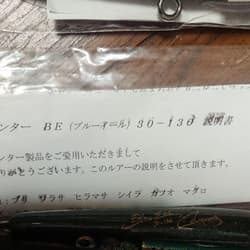 ンター BE (ブルーオール) 30-130 説明書
ンター製品をご愛用いただきまして
りがとうございます。このルアーの説明をさせて頂きます。
:ブリ ヒラサ ヒラマサ シイラ カツオ マグロ